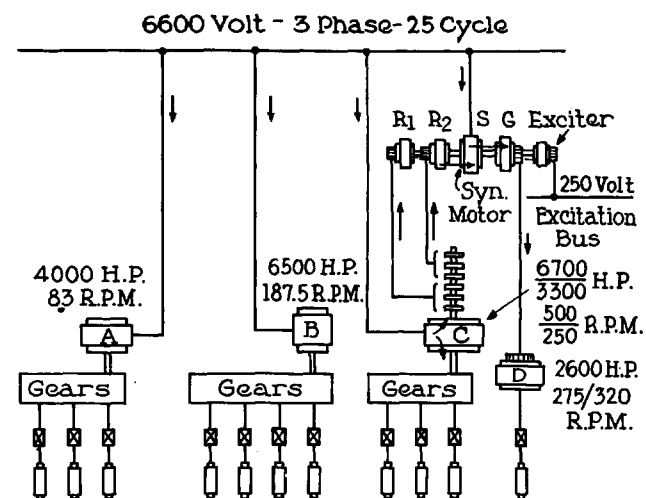 6600 Volt - 3 Phase-25 Cycle
R1 R2 S G Exciter
Syn.
Motor
250 Volt
Excitation
Bus
4000 H.P.
83 R.P.M.
6500 H.P.
187.5 R.P.M.
6700
3300 H.P.
500
250 R.P.M.
A
B
C
D
2600 H.P.
275/320
R.P.M.
Gears
Gears
Gears